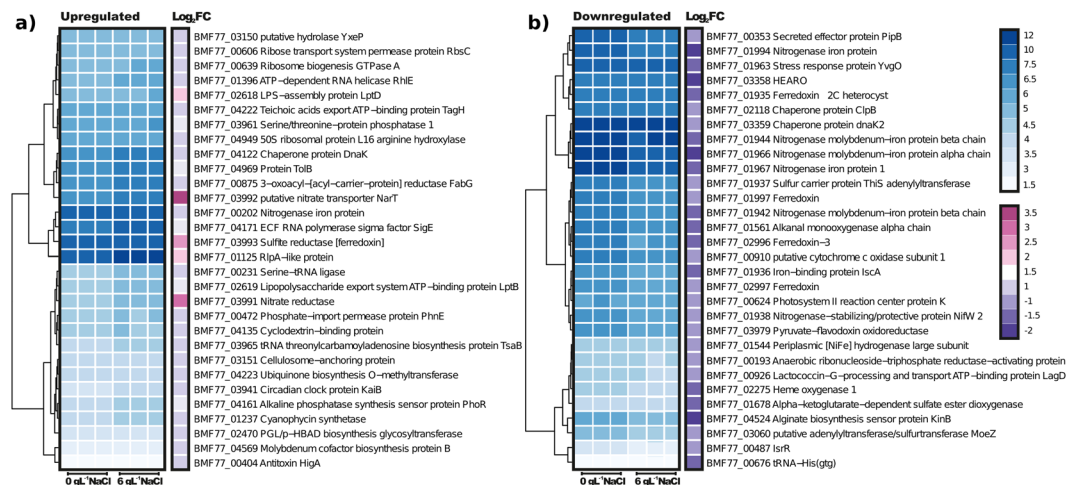 a)
Upregulated
Log₂FC
BMF77_03150 putative hydrolase YxeP
BMF77_00606 Ribose transport system permease protein RbsC
BMF77_00639 Ribosome biogenesis GTPase A
BMF77_01396 ATP-dependent RNA helicase RhlE
BMF77_02618 LPS-assembly protein LptD
BMF77_04222 Teichoic acids export ATP-binding protein TagH
BMF77_03961 Serine/threonine-protein phosphatase 1
BMF77_04949 50S ribosomal protein L16 arginine hydroxylase
BMF77_04122 Chaperone protein DnaK
BMF77_04969 Protein TolB
BMF77_00875 3-oxoacyl-[acyl-carrier-protein] reductase FabG
BMF77_03992 putative nitrate transporter NarT
BMF77_00202 Nitrogenase iron protein
BMF77_04171 ECF RNA polymerase sigma factor SigE
BMF77_03993 Sulfite reductase [ferredoxin]
BMF77_01125 RlpA-like protein
BMF77_00231 Serine-tRNA ligase
BMF77_02619 Lipopolysaccharide export system ATP-binding protein LptB
BMF77_03991 Nitrate reductase
BMF77_00472 Phosphate-import permease protein PhnE
BMF77_04135 Cyclodextrin-binding protein
BMF77_03965 tRNA threonylcarbamoyladenosine biosynthesis protein TsaB
BMF77_03151 Cellulosome-anchoring protein
BMF77_04223 Ubiquinone biosynthesis O-methyltransferase
BMF77_03941 Circadian clock protein KaiB
BMF77_04161 Alkaline phosphatase synthesis sensor protein PhoR
BMF77_01237 Cyanophycin synthetase
BMF77_02470 PGL/p-HBAD biosynthesis glycosyltransferase
BMF77_04569 Molybdenum cofactor biosynthesis protein B
BMF77_00404 Antitoxin HigA
0 gL⁻¹NaCl 6 gL⁻¹NaCl
b)
Downregulated
Log₂FC
BMF77_00353 Secreted effector protein PipB
BMF77_01994 Nitrogenase iron protein
BMF77_01963 Stress response protein YvgO
BMF77_03358 HEARO
BMF77_01935 Ferredoxin 2C heterocyst
BMF77_02118 Chaperone protein ClpB
BMF77_03359 Chaperone protein dnaK2
BMF77_01944 Nitrogenase molybdenum-iron protein beta chain
BMF77_01966 Nitrogenase molybdenum-iron protein alpha chain
BMF77_01967 Nitrogenase iron protein 1
BMF77_01937 Sulfur carrier protein ThiS adenylyltransferase
BMF77_01997 Ferredoxin
BMF77_01942 Nitrogenase molybdenum-iron protein beta chain
BMF77_01561 Alkanal monooxygenase alpha chain
BMF77_02996 Ferredoxin-3
BMF77_00910 putative cytochrome c oxidase subunit 1
BMF77_01936 Iron-binding protein IscA
BMF77_02997 Ferredoxin
BMF77_00624 Photosystem II reaction center protein K
BMF77_01938 Nitrogenase-stabilizing/protective protein NifW 2
BMF77_03979 Pyruvate-flavodoxin oxidoreductase
BMF77_01544 Periplasmic [NiFe] hydrogenase large subunit
BMF77_00193 Anaerobic ribonucleoside-triphosphate reductase-activating protein
BMF77_00926 Lactococcin-G-processing and transport ATP-binding protein LagD
BMF77_02275 Heme oxygenase 1
BMF77_01678 Alpha-ketoglutarate-dependent sulfate ester dioxygenase
BMF77_04524 Alginate biosynthesis sensor protein KinB
BMF77_03060 putative adenylyltransferase/sulfurtransferase MoeZ
BMF77_00487 IsrR
BMF77_00676 tRNA-His(gtg)
0 gL⁻¹NaCl 6 gL⁻¹NaCl
12
10
7.5
6.5
6
5
4.5
4
3.5
3
1.5
3.5
3
2.5
2
1.5
1
-1
-1.5
-2